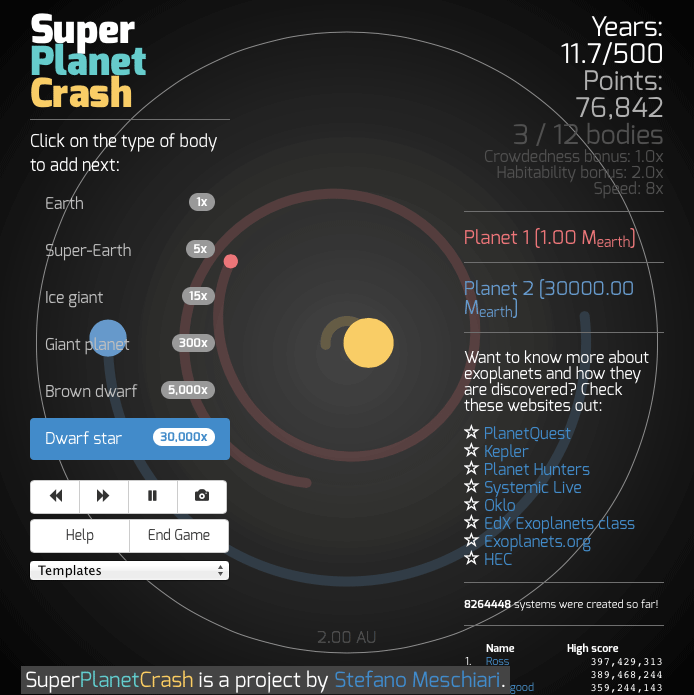 Super
Planet
Crash
Click on the type of body
to add next:
Earth 1x
Super-Earth 5x
Ice giant 15x
Giant planet 300x
Brown dwarf 5,000x
Dwarf star 30,000x
Help End Game
Templates
Years:
11.7/500
Points:
76,842
3 / 12 bodies
Crowdedness bonus: 1.0x
Habitability bonus: 2.0x
Speed: 8x
Planet 1 [1.00 Mearth]
Planet 2 [30000.00
Mearth]
Want to know more about
exoplanets and how they
are discovered? Check
these websites out:
PlanetQuest
Kepler
Planet Hunters
Systemic Live
Oklo
EdX Exoplanets class
Exoplanets.org
HEC
8264448 systems were created so far!
Name High score
1. Ross 397,429,313
389,468,244
good 359,244,143
2.00 AU
SuperPlanetCrash is a project by Stefano Meschiari.